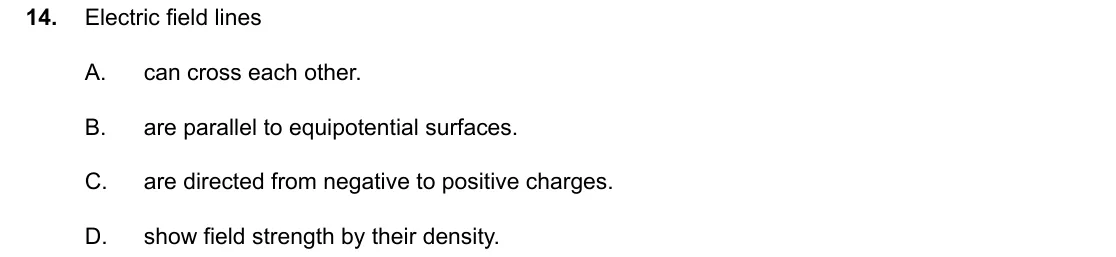 14. Electric field lines
A. can cross each other.
B. are parallel to equipotential surfaces.
C. are directed from negative to positive charges.
D. show field strength by their density.